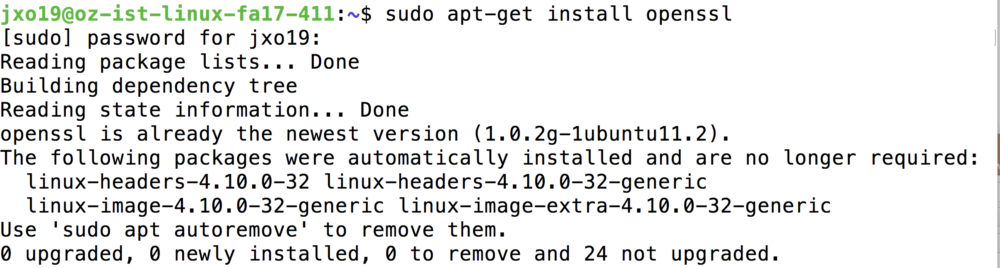 jxo19@oz-ist-linux-fa17-411:~$ sudo apt-get install openssl
[sudo] password for jxo19:
Reading package lists... Done
Building dependency tree
Reading state information... Done
openssl is already the newest version (1.0.2g-1ubuntu11.2).
The following packages were automatically installed and are no longer required:
  linux-headers-4.10.0-32 linux-headers-4.10.0-32-generic
  linux-image-4.10.0-32-generic linux-image-extra-4.10.0-32-generic
Use 'sudo apt autoremove' to remove them.
0 upgraded, 0 newly installed, 0 to remove and 24 not upgraded.